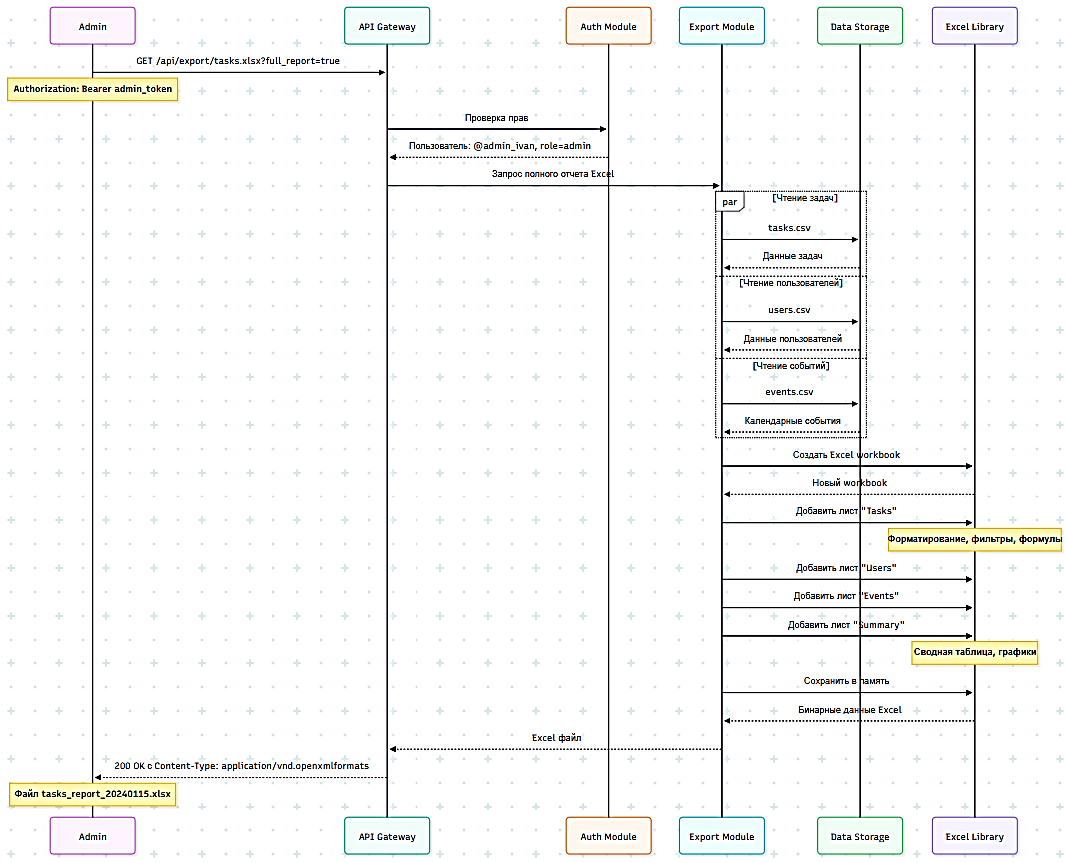 Admin
API Gateway
Auth Module
Export Module
Data Storage
Excel Library
GET /api/export/tasks.xlsx?full_report=true
Authorization: Bearer admin_token
Проверка прав
Пользователь: @admin_ivan, role=admin
Запрос полного отчета Excel
par
[Чтение задач]
tasks.csv
Данные задач
[Чтение пользователей]
users.csv
Данные пользователей
[Чтение событий]
events.csv
Календарные события
Создать Excel workbook
Новый workbook
Добавить лист "Tasks"
Форматирование, фильтры, формулы
Добавить лист "Users"
Добавить лист "Events"
Добавить лист "Summary"
Сводная таблица, графики
Сохранить в память
Бинарные данные Excel
Excel файл
200 OK с Content-Type: application/vnd.openxmlformats
Файл tasks_report_20240115.xlsx
Admin
API Gateway
Auth Module
Export Module
Data Storage
Excel Library